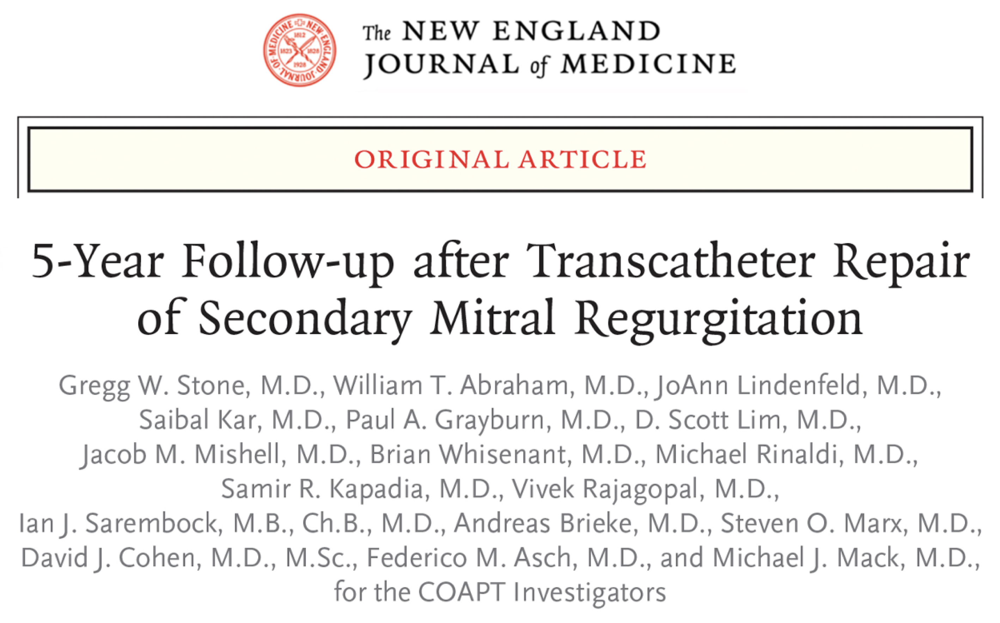 NEW ENGLAND JOURNAL OF MEDICINE
1812
1823 1828
1928
The NEW ENGLAND
JOURNAL of MEDICINE
ORIGINAL ARTICLE
5-Year Follow-up after Transcatheter Repair
of Secondary Mitral Regurgitation
Gregg W. Stone, M.D., William T. Abraham, M.D., JoAnn Lindenfeld, M.D.,
Saibal Kar, M.D., Paul A. Grayburn, M.D., D. Scott Lim, M.D.,
Jacob M. Mishell, M.D., Brian Whisenant, M.D., Michael Rinaldi, M.D.,
Samir R. Kapadia, M.D., Vivek Rajagopal, M.D.,
Ian J. Sarembock, M.B., Ch.B., M.D., Andreas Brieke, M.D., Steven O. Marx, M.D.,
David J. Cohen, M.D., M.Sc., Federico M. Asch, M.D., and Michael J. Mack, M.D.,
for the COAPT Investigators